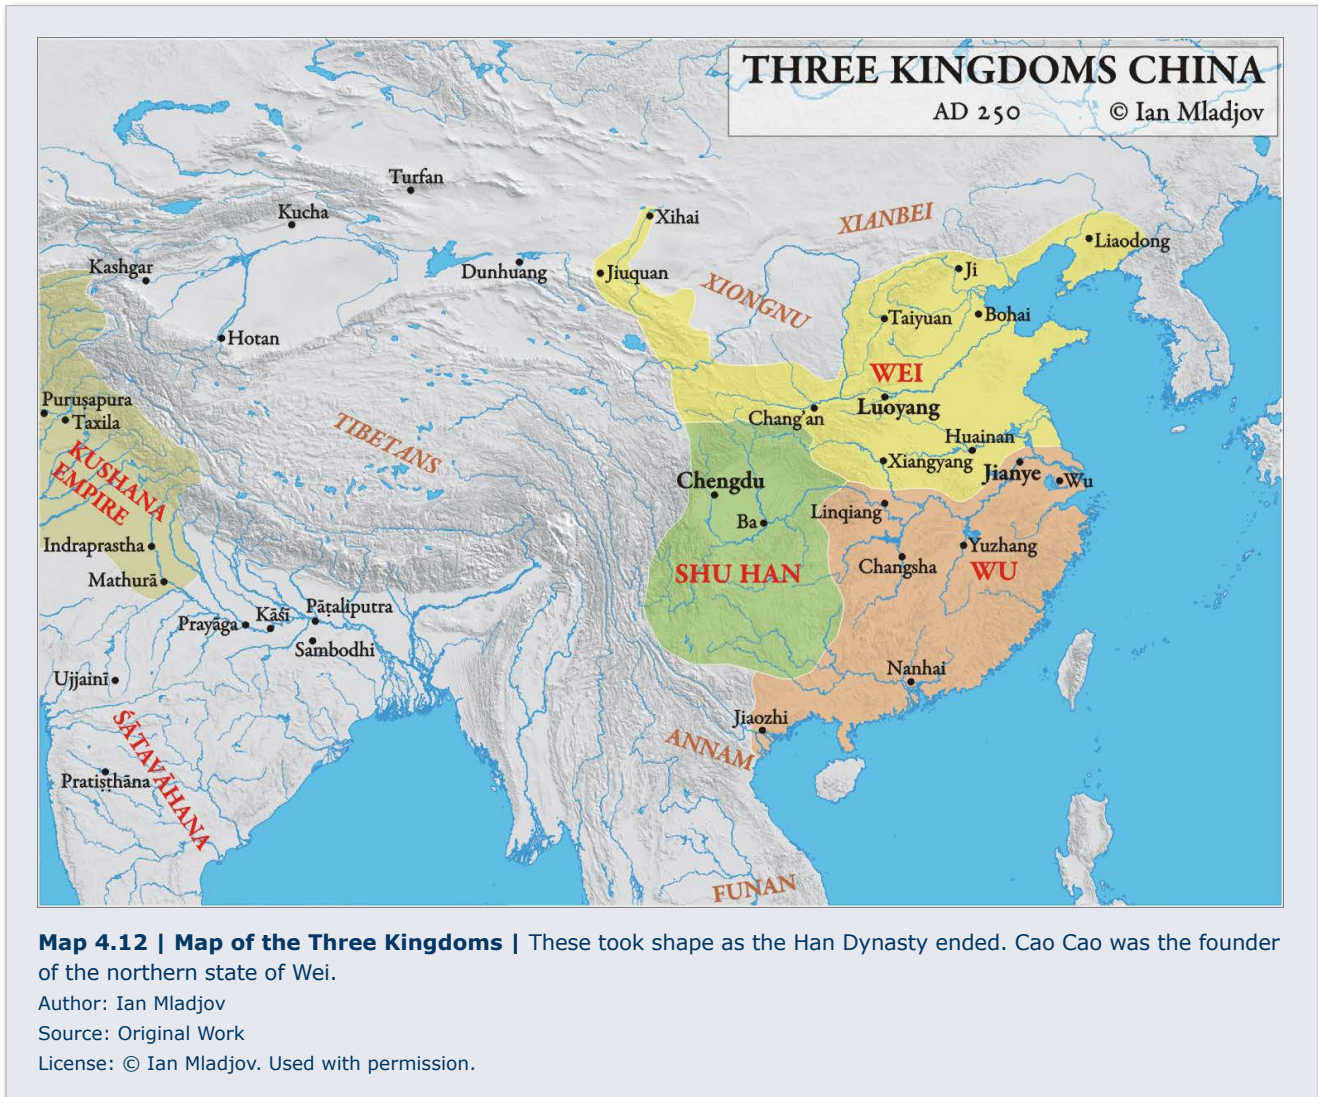 THREE KINGDOMS CHINA
AD 250 © Ian Mladjov
Turfan
Kucha
Xihai
XIANBEI
Liaodong
Kashgar
Dunhuang
Jiuquan
Ji
XIONGNU
Taiyuan
Bohai
Hotan
WEI
Puruṣapura
Taxila
Chang'an
Luoyang
TIBETANS
Huainan
KUSHANA
EMPIRE
Xiangyang
Jianye
Wu
Chengdu
Linqiang
Ba
Indraprastha
Yuzhang
Changsha
WU
SHU HAN
Mathurā
Prayāga
Kāśī
Pāṭaliputra
Sambodhi
Ujjainī
Nanhai
Jiaozhi
ANNAM
ŚĀTAVĀHANA
Pratiṣṭhāna
FUNAN
Map 4.12 | Map of the Three Kingdoms | These took shape as the Han Dynasty ended. Cao Cao was the founder
of the northern state of Wei.
Author: Ian Mladjov
Source: Original Work
License: © Ian Mladjov. Used with permission.